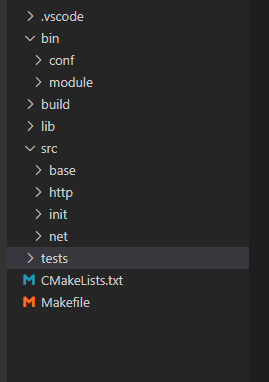 .vscode
bin
conf
module
build
lib
src
base
http
init
net
tests
CMakeLists.txt
Makefile